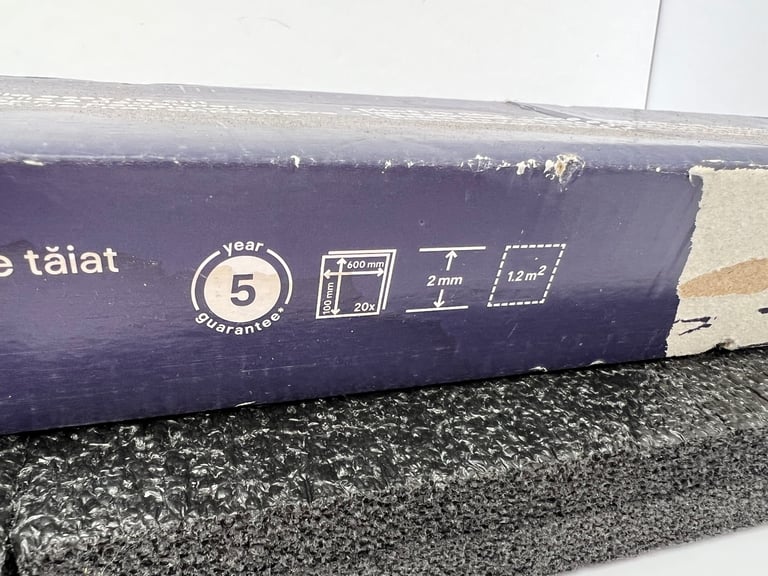 e tăiat
year
5
guarantee*
600 mm
100 mm
20x
2 mm
1.2 m²